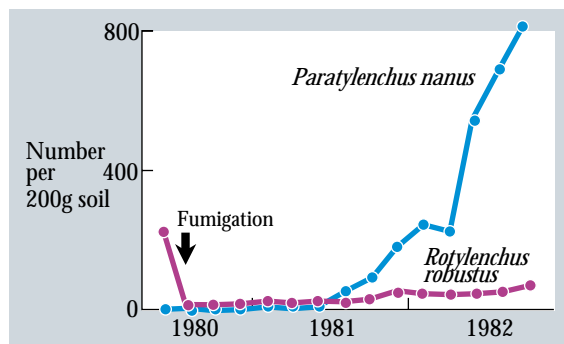 800
Paratylenchus nanus
Number
per
400
200g soil
Fumigation
Rotylenchus
robustus
0
1980
1981
1982